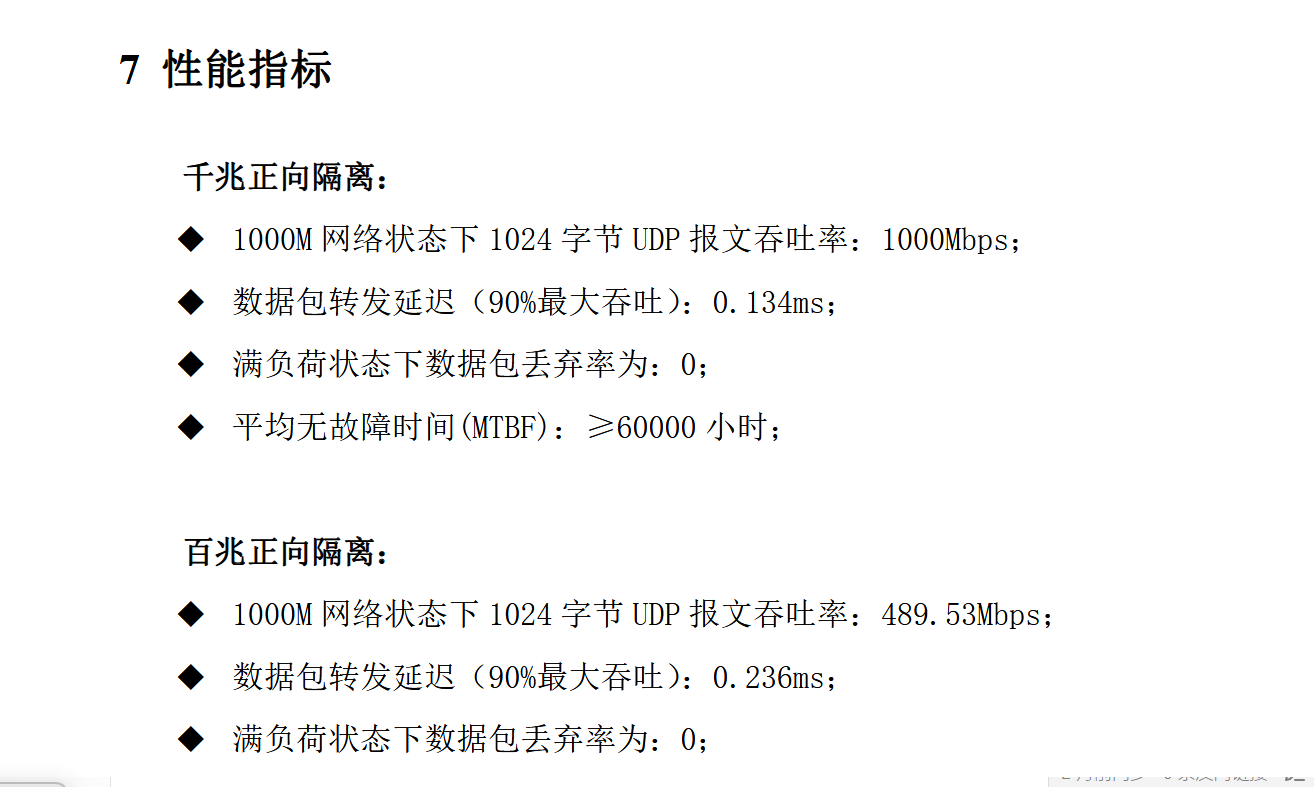 7 性能指标
千兆正向隔离：
◆ 1000M 网络状态下 1024 字节 UDP 报文吞吐率：1000Mbps；
◆ 数据包转发延迟（90%最大吞吐）：0.134ms；
◆ 满负荷状态下数据包丢弃率为：0；
◆ 平均无故障时间(MTBF)：≥60000 小时；
百兆正向隔离：
◆ 1000M 网络状态下 1024 字节 UDP 报文吞吐率：489.53Mbps；
◆ 数据包转发延迟（90%最大吞吐）：0.236ms；
◆ 满负荷状态下数据包丢弃率为：0；